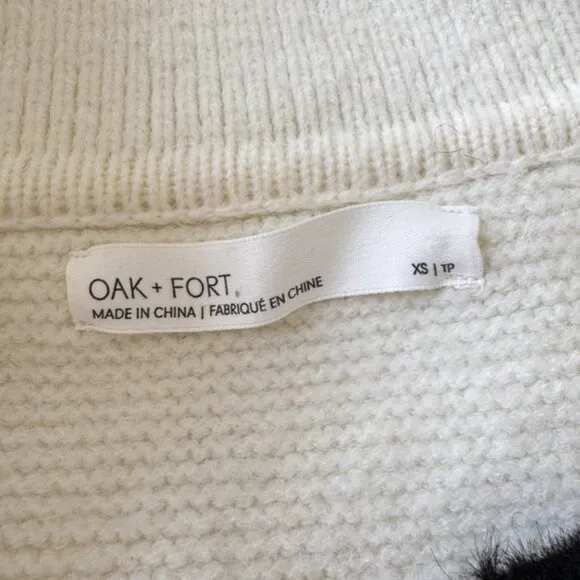 OAK + FORT.
XS | TP
MADE IN CHINA | FABRIQUÉ EN CHINE